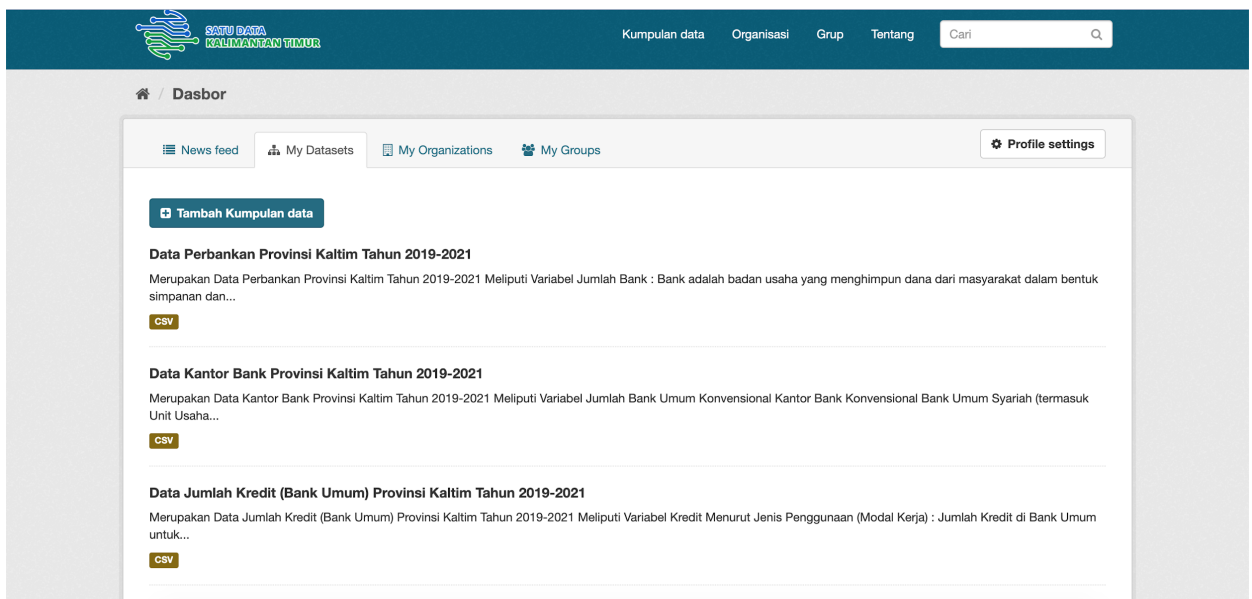 SATU DATA
KALIMANTAN TIMUR
Kumpulan data Organisasi Grup Tentang Cari
/ Dasbor
News feed My Datasets My Organizations My Groups Profile settings
Tambah Kumpulan data
Data Perbankan Provinsi Kaltim Tahun 2019-2021
Merupakan Data Perbankan Provinsi Kaltim Tahun 2019-2021 Meliputi Variabel Jumlah Bank : Bank adalah badan usaha yang menghimpun dana dari masyarakat dalam bentuk
simpanan dan...
CSV
Data Kantor Bank Provinsi Kaltim Tahun 2019-2021
Merupakan Data Kantor Bank Provinsi Kaltim Tahun 2019-2021 Meliputi Variabel Jumlah Bank Umum Konvensional Kantor Bank Konvensional Bank Umum Syariah (termasuk
Unit Usaha...
CSV
Data Jumlah Kredit (Bank Umum) Provinsi Kaltim Tahun 2019-2021
Merupakan Data Jumlah Kredit (Bank Umum) Provinsi Kaltim Tahun 2019-2021 Meliputi Variabel Kredit Menurut Jenis Penggunaan (Modal Kerja) : Jumlah Kredit di Bank Umum
untuk...
CSV